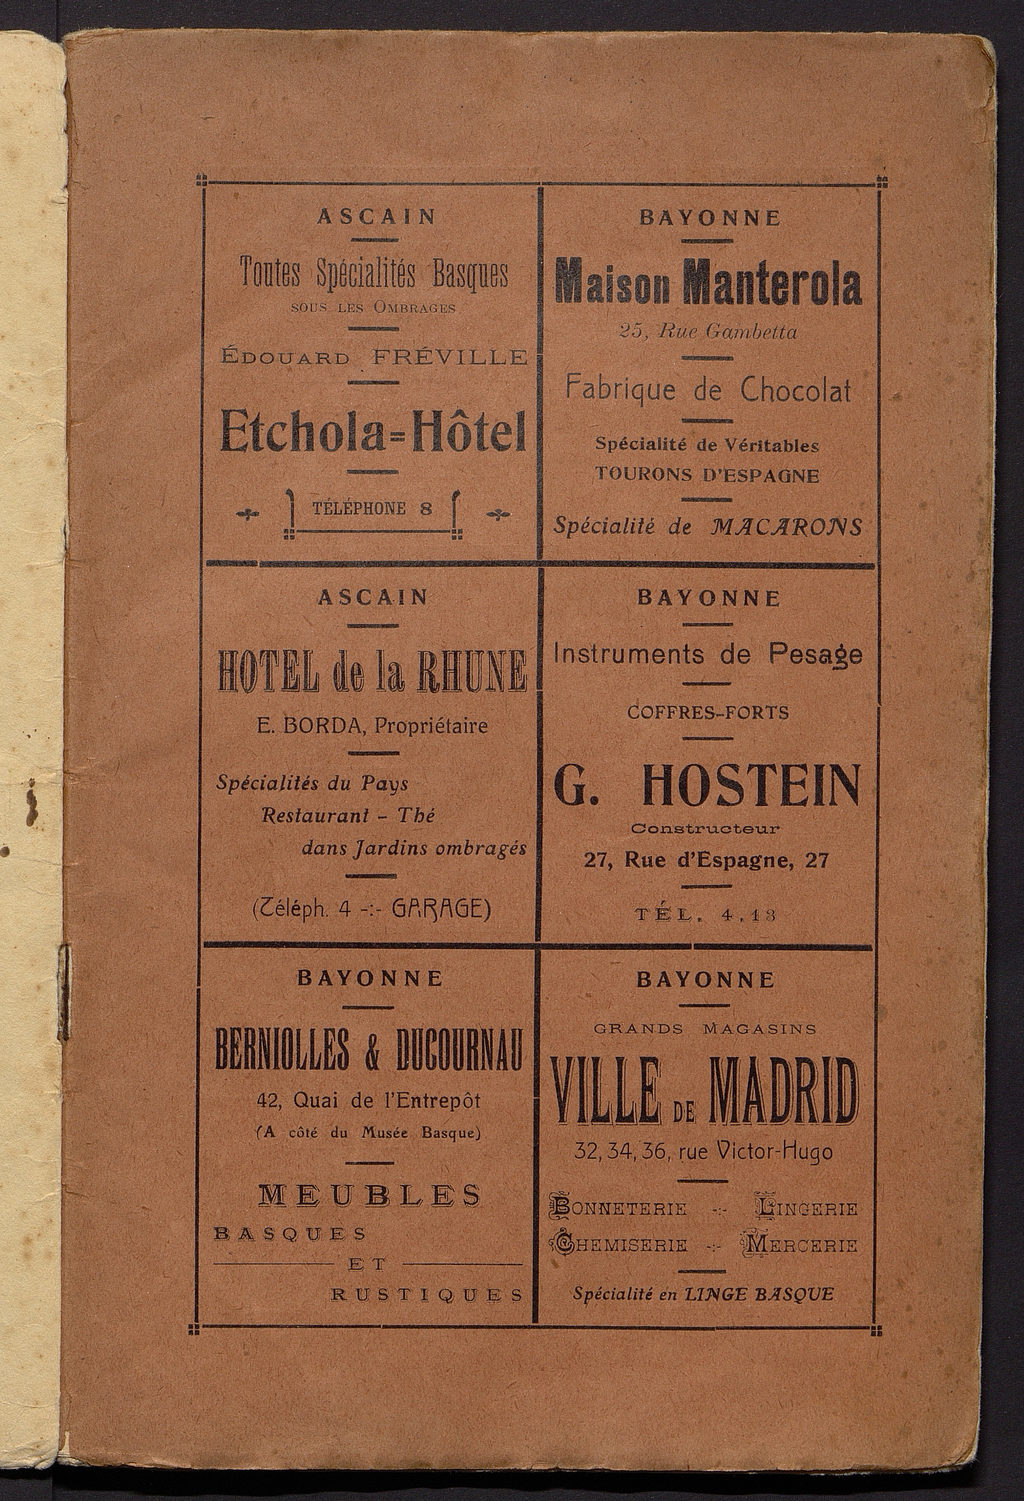 ASCAIN
Toutes Spécialités Basques
SOUS LES OMBRAGES
ÉDOUARD FRÉVILLE
Etchola=Hôtel
TÉLÉPHONE 8
BAYONNE
Maison Manterola
25, Rue Gambetta
Fabrique de Chocolat
Spécialité de Véritables
TOURONS D'ESPAGNE
Spécialité de MACARONS
ASCAIN
HOTEL de la RHUNE
E. BORDA, Propriétaire
Spécialités du Pays
Restaurant - Thé
dans Jardins ombragés
(Téléph. 4 -:- GARAGE)
BAYONNE
Instruments de Pesage
COFFRES-FORTS
G. HOSTEIN
Constructeur
27, Rue d'Espagne, 27
TÉL. 4.13
BAYONNE
BERNIOLLES & DUCOURNAU
42, Quai de l'Entrepôt
(A côté du Musée Basque)
MEUBLES
BASQUES
ET
RUSTIQUES
BAYONNE
GRANDS MAGASINS
VILLE DE MADRID
32, 34, 36, rue Victor-Hugo
BONNETERIE -:- LINGERIE
CHEMISERIE -:- MERCERIE
Spécialité en LINGE BASQUE